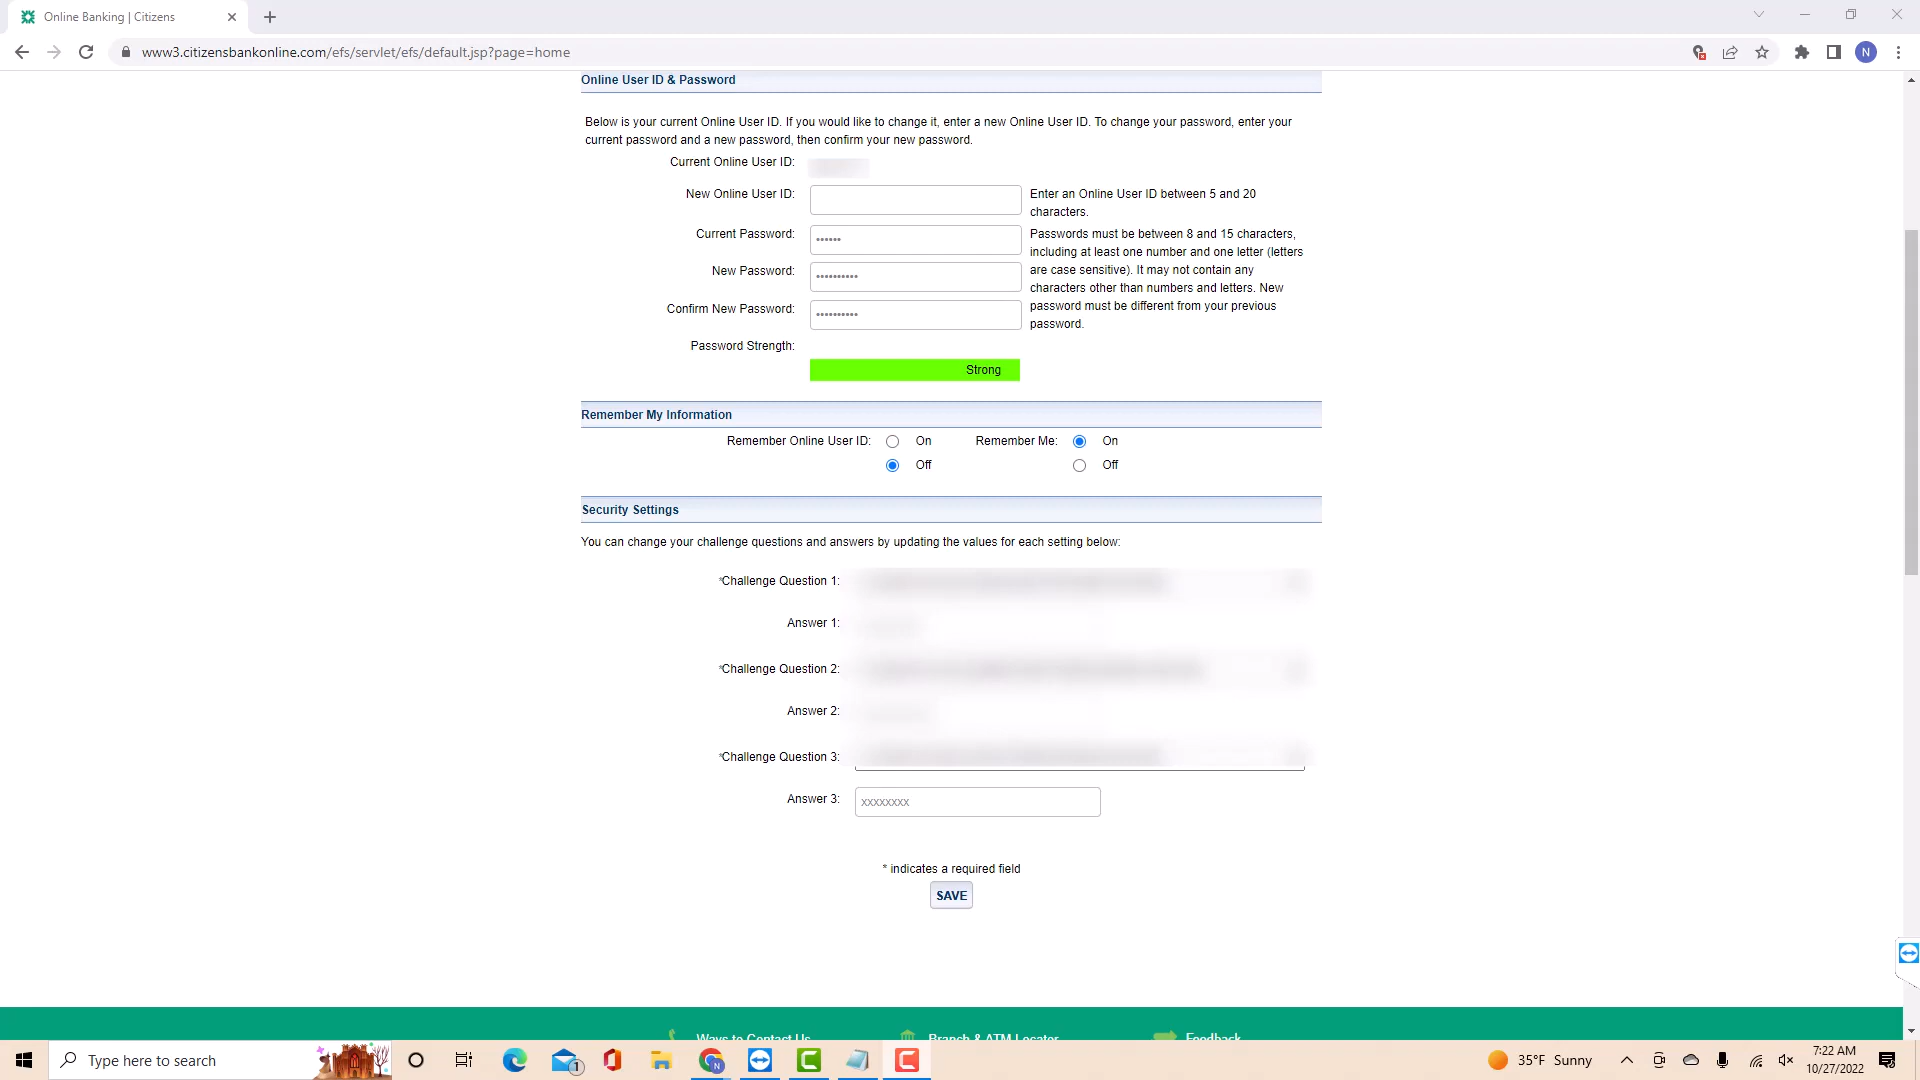 Online Banking | Citizens
www3.citizensbankonline.com/efs/servlet/efs/default.jsp?page=home
N
Online User ID & Password
Below is your current Online User ID. If you would like to change it, enter a new Online User ID. To change your password, enter your
current password and a new password, then confirm your new password.
Current Online User ID:
New Online User ID:
Enter an Online User ID between 5 and 20
characters.
Current Password: ••••••
Passwords must be between 8 and 15 characters,
including at least one number and one letter (letters
New Password: ••••••••••
are case sensitive). It may not contain any
characters other than numbers and letters. New
Confirm New Password: ••••••••••
password must be different from your previous
password.
Password Strength:
Strong
Remember My Information
Remember Online User ID: On Remember Me: On
Off Off
Security Settings
You can change your challenge questions and answers by updating the values for each setting below:
*Challenge Question 1:
Answer 1:
*Challenge Question 2:
Answer 2:
*Challenge Question 3:
Answer 3: xxxxxxxx
* indicates a required field
SAVE
Ways to Contact Us Branch & ATM Locator Feedback
Type here to search 1 N 35°F Sunny 7:22 AM
10/27/2022